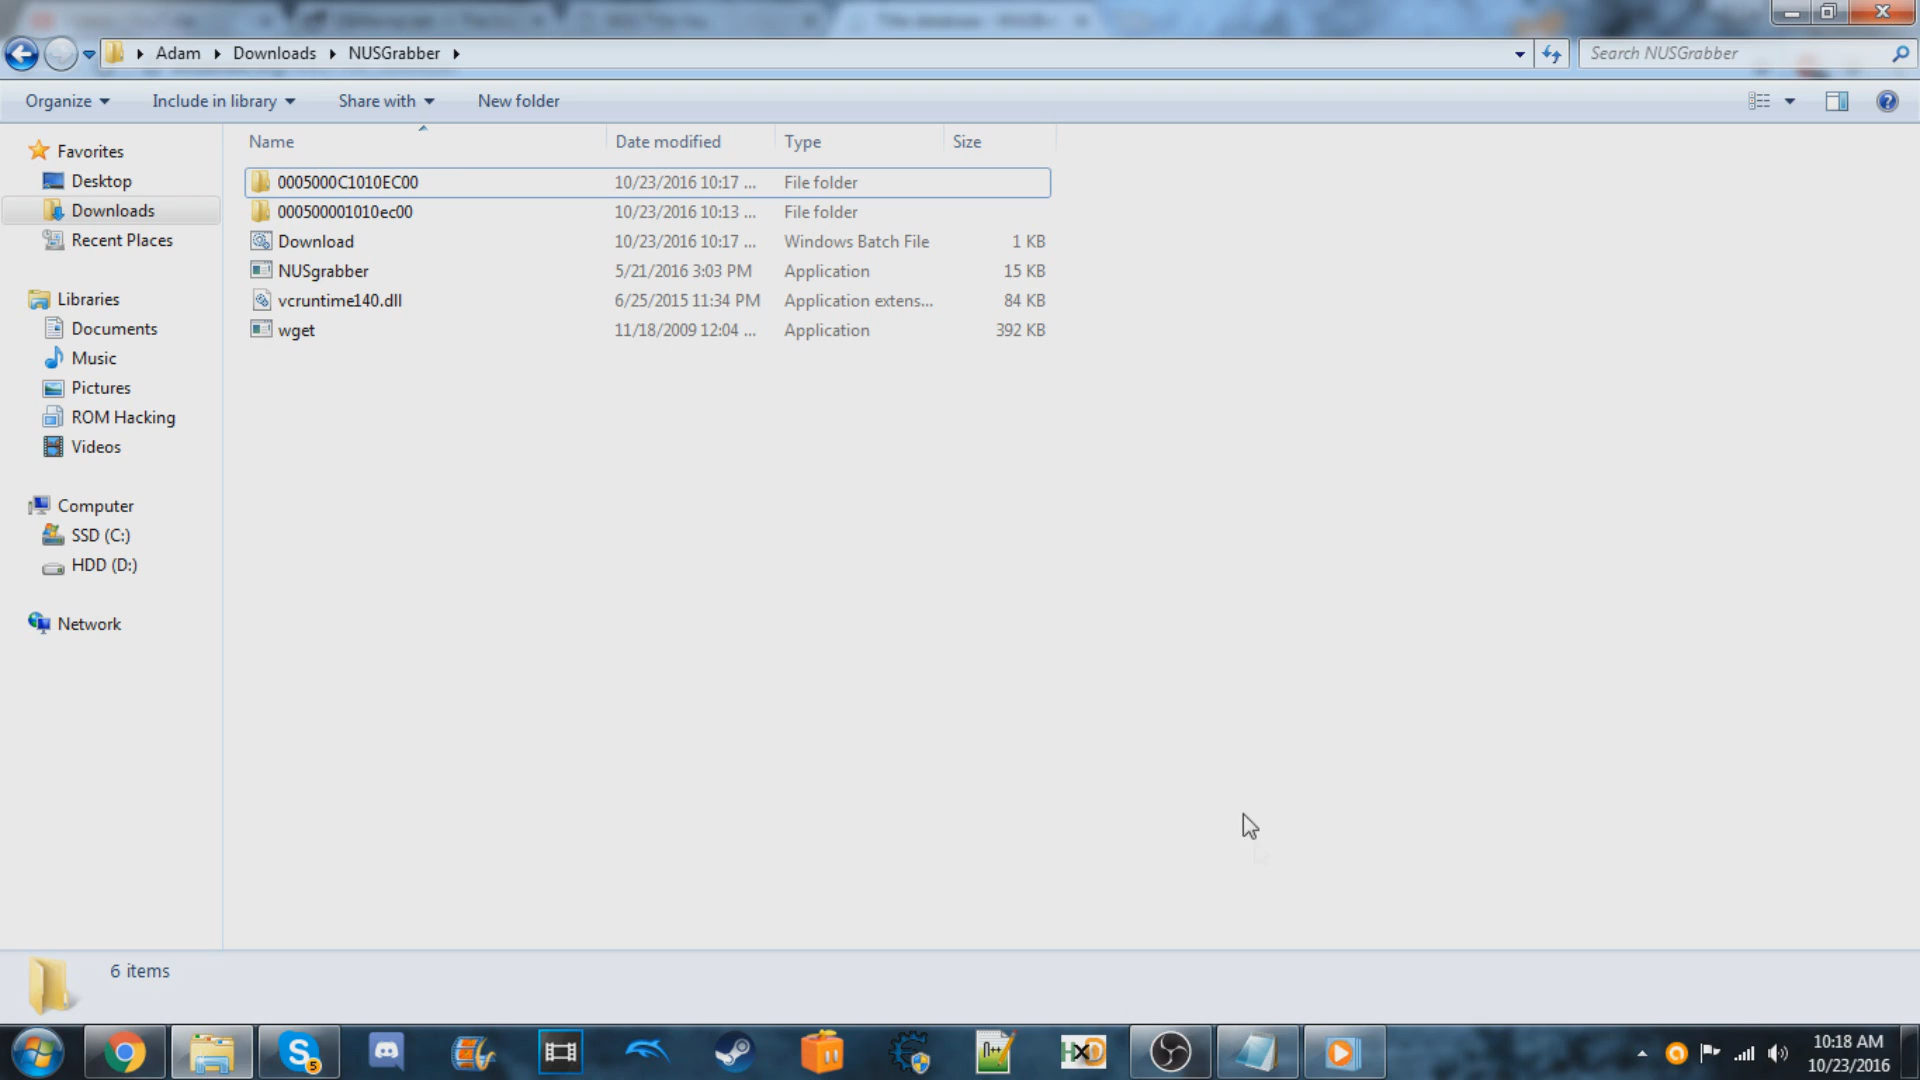 Adam Downloads NUSGrabber
Search NUSGrabber
Organize Include in library Share with New folder
Name Date modified Type Size
Favorites
Desktop
Downloads
Recent Places
Libraries
Documents
Music
Pictures
ROM Hacking
Videos
Computer
SSD (C:)
HDD (D:)
Network
0005000C1010EC00 10/23/2016 10:17 ... File folder
000500001010ec00 10/23/2016 10:13 ... File folder
Download 10/23/2016 10:17 ... Windows Batch File 1 KB
NUSgrabber 5/21/2016 3:03 PM Application 15 KB
vcruntime140.dll 6/25/2015 11:34 PM Application extens... 84 KB
wget 11/18/2009 12:04 ... Application 392 KB
6 items
5
n++
HXD
10:18 AM
10/23/2016